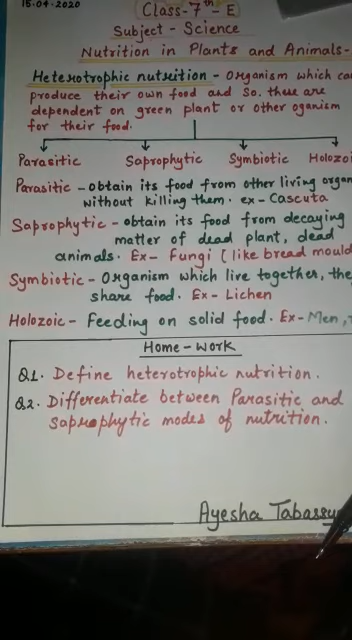 15-04-2020
Class-7th-E
Subject - Science
Nutrition in Plants and Animals-
Heterotrophic nutrition - Organism which ca
produce their own food and so. these are
dependent on green plant or other oganism
for their food.
Parasitic Saprophytic Symbiotic Holozoi
Parasitic - obtain its food from other living organ
without killing them. ex - Cascuta
Saprophytic - obtain its food from decaying
matter of dead plant, dead
animals. Ex- Fungi (like bread mould
Symbiotic - Organism which live together, the
share food. Ex - Lichen
Holozoic - Feeding on solid food. Ex - Men,
Home-work
Q1. Define heterotrophic nutrition.
Q2. Differentiate between Parasitic and
saprophytic modes of nutrition.
Ayesha Tabassu